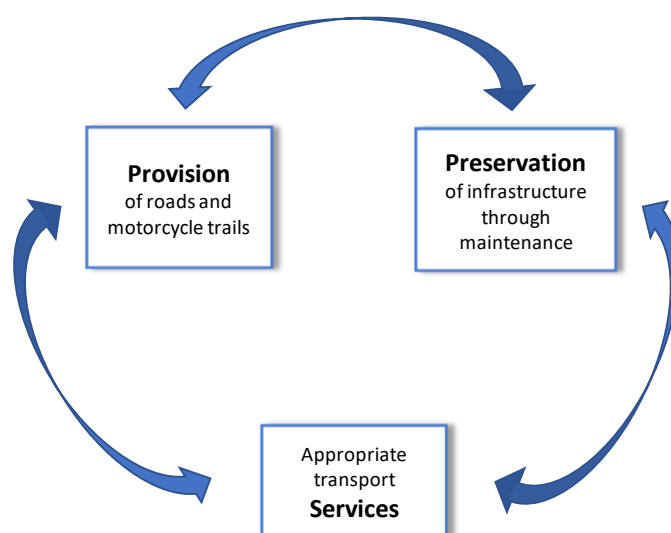 Provision
of roads and
motorcycle trails
Preservation
of infrastructure
through
maintenance
Appropriate
transport
Services